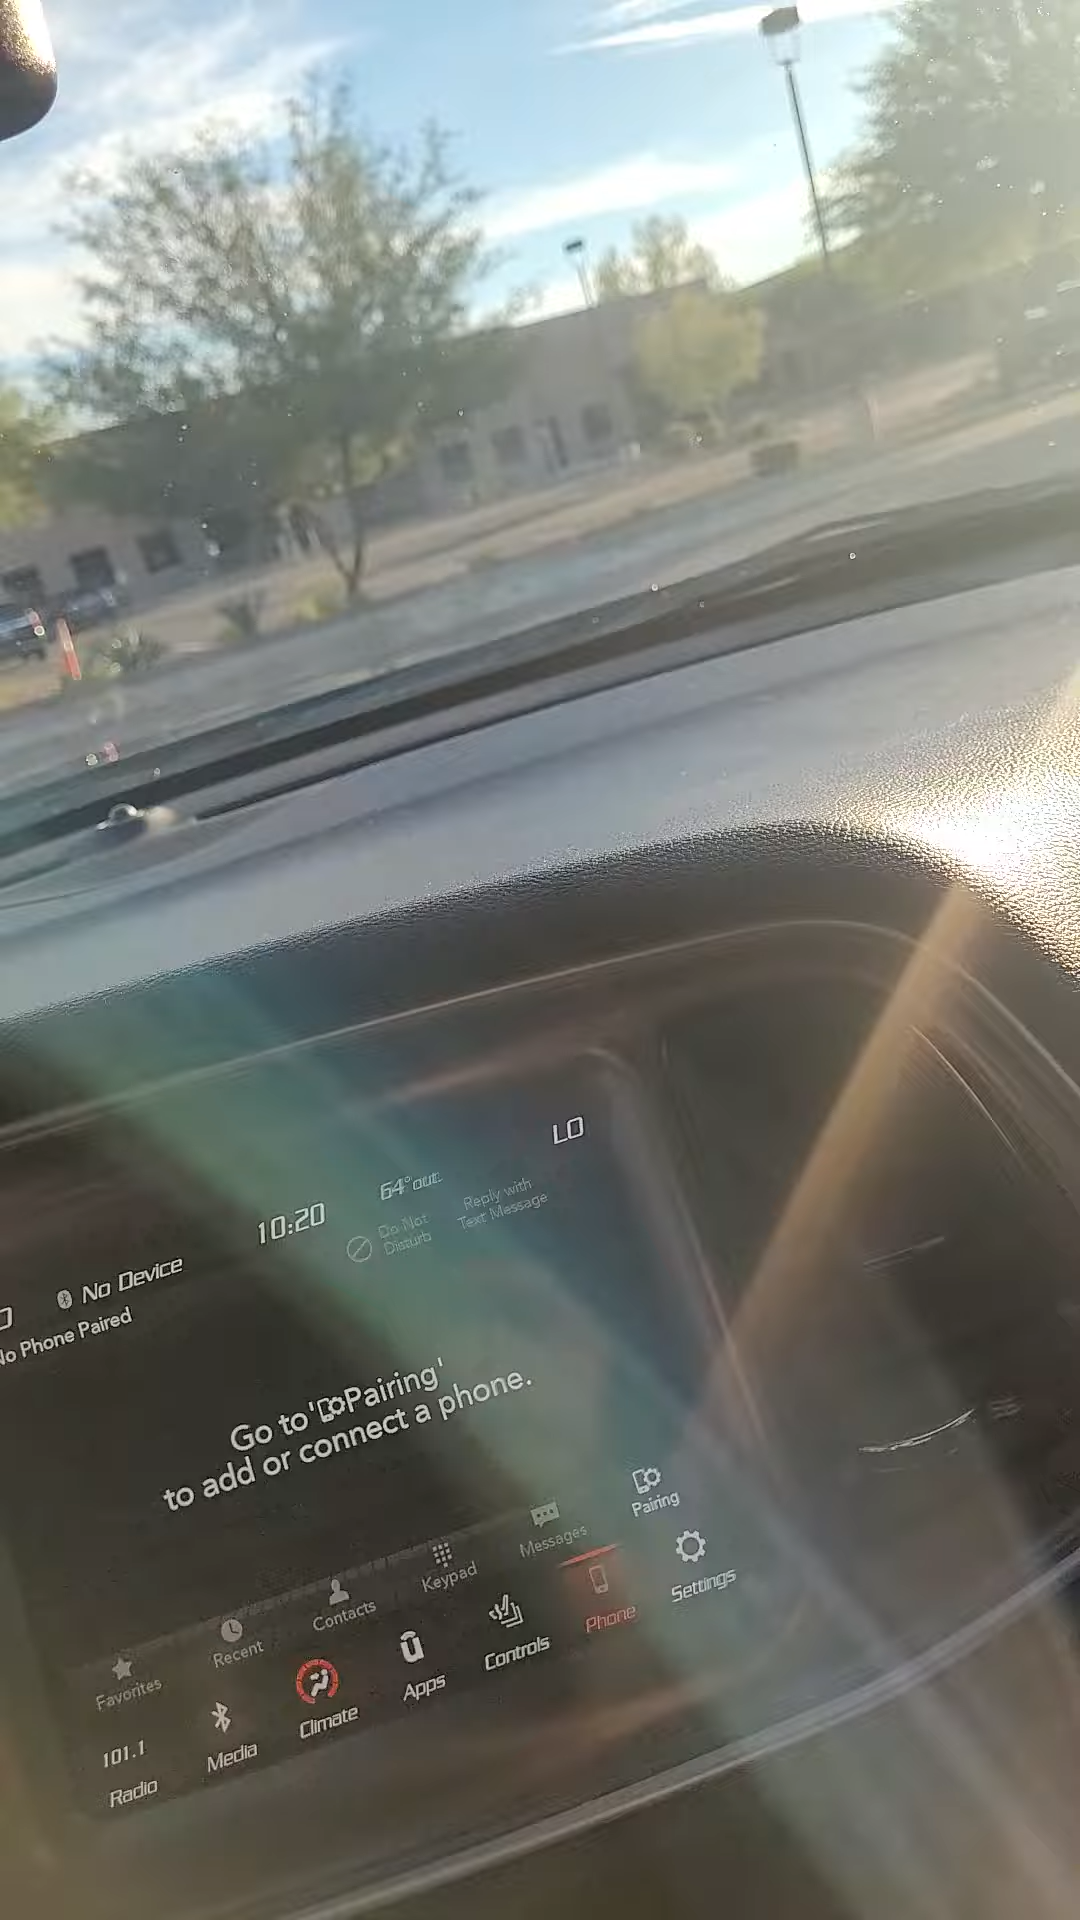 LO
64°out:
10:20
Do Not
Disturb
Reply with
Text Message
No Device
No Phone Paired
Go to 'Pairing'
to add or connect a phone.
Favorites
Recent
Contacts
Keypad
Messages
Pairing
101.1
Radio
Media
Climate
Apps
Controls
Phone
Settings